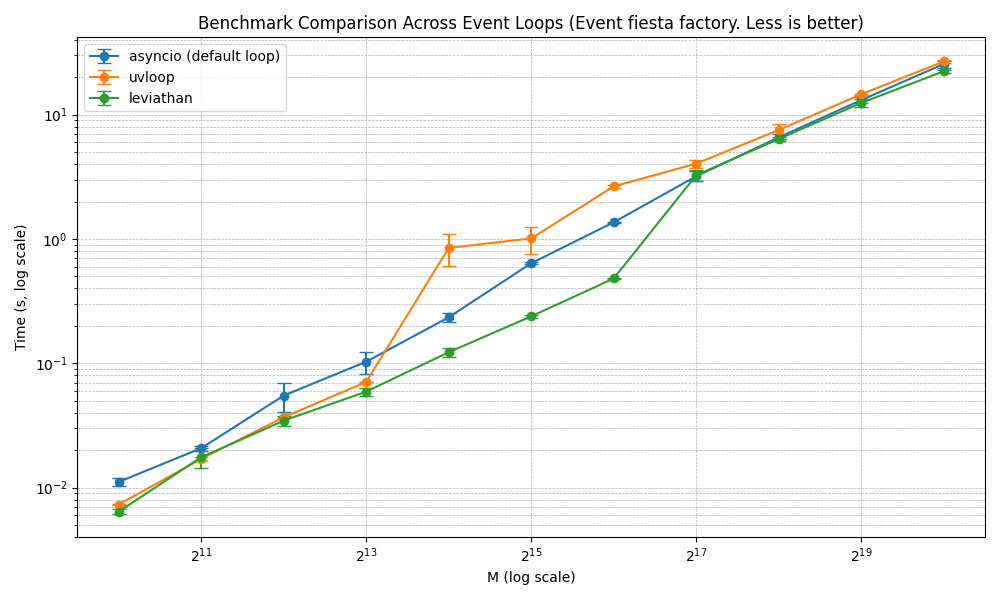 Benchmark Comparison Across Event Loops (Event fiesta factory. Less is better)
asyncio (default loop)
uvloop
leviathan
Time (s, log scale)
10¹
10⁰
10⁻¹
10⁻²
2¹¹
2¹³
2¹⁵
2¹⁷
2¹⁹
M (log scale)